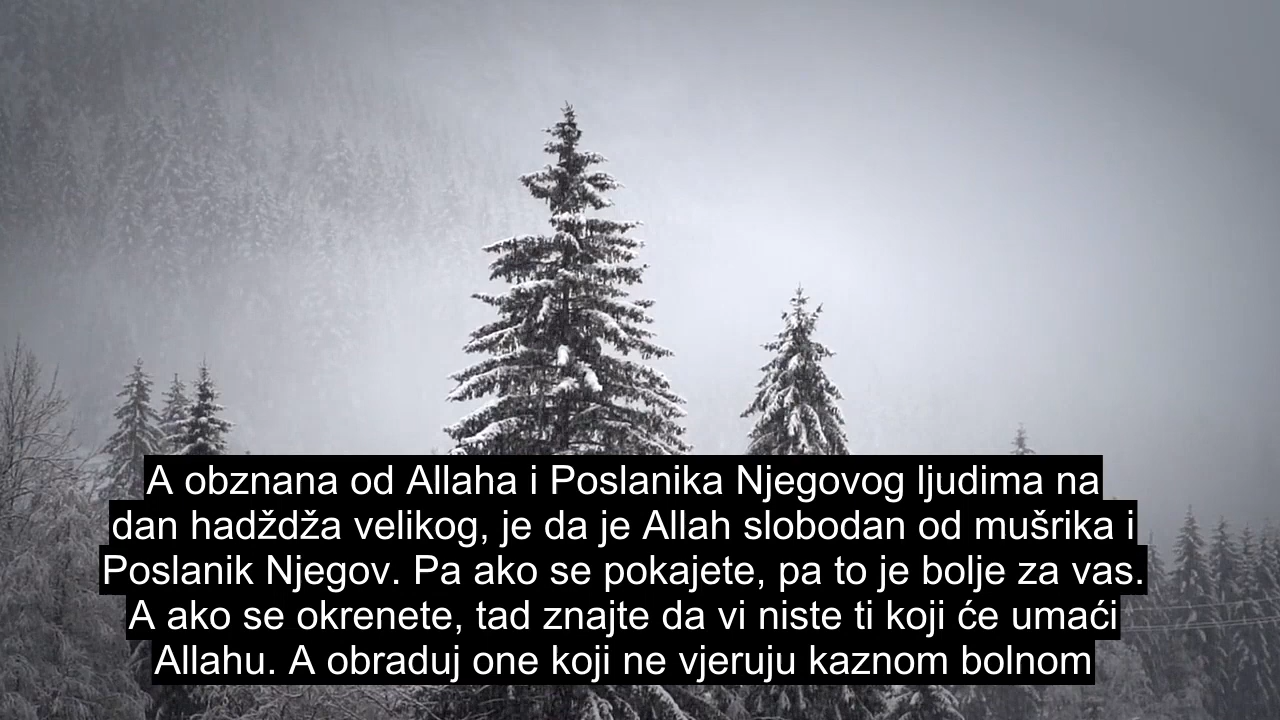 A obznana od Allaha i Poslanika Njegovog ljudima na
dan hadždža velikog, je da je Allah slobodan od mušrika i
Poslanik Njegov. Pa ako se pokajete, pa to je bolje za vas.
A ako se okrenete, tad znajte da vi niste ti koji će umaći
Allahu. A obraduj one koji ne vjeruju kaznom bolnom